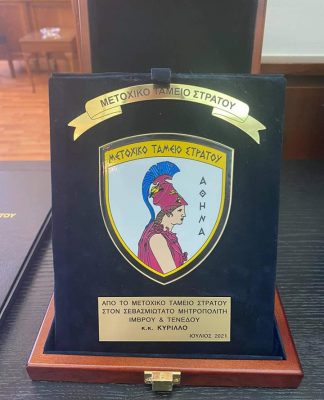 ΜΕΤΟΧΙΚΟ ΤΑΜΕΙΟ ΣΤΡΑΤΟΥ
ΜΕΤΟΧΙΚΟ ΤΑΜΕΙΟ ΣΤΡΑΤΟΥ
ΑΘΗΝΑ
ΑΠΟ ΤΟ ΜΕΤΟΧΙΚΟ ΤΑΜΕΙΟ ΣΤΡΑΤΟΥ
ΣΤΟΝ ΣΕΒΑΣΜΙΩΤΑΤΟ ΜΗΤΡΟΠΟΛΙΤΗ
ΙΜΒΡΟΥ & ΤΕΝΕΔΟΥ
κ.κ. ΚΥΡΙΛΛΟ
ΙΟΥΛΙΟΣ 2021